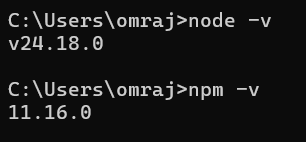 C:\Users\omraj>node -v
v24.18.0
C:\Users\omraj>npm -v
11.16.0